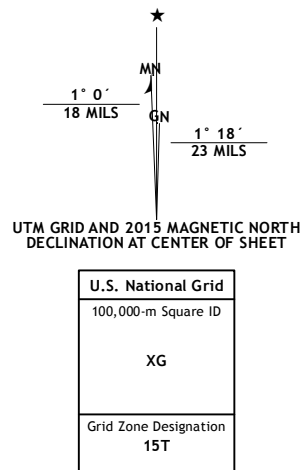 MN
1° 0´
18 MILS
GN
1° 18´
23 MILS
UTM GRID AND 2015 MAGNETIC NORTH
DECLINATION AT CENTER OF SHEET
U.S. National Grid
100,000-m Square ID
XG
Grid Zone Designation
15T